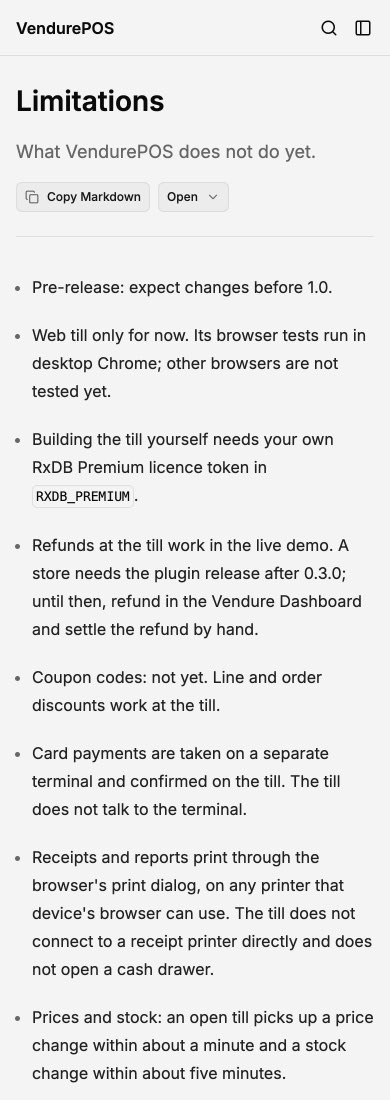 VendurePOS
Limitations
What VendurePOS does not do yet.
Copy Markdown
Open
Pre-release: expect changes before 1.0.
Web till only for now. Its browser tests run in
desktop Chrome; other browsers are not
tested yet.
Building the till yourself needs your own
RxDB Premium licence token in
RXDB_PREMIUM.
Refunds at the till work in the live demo. A
store needs the plugin release after 0.3.0;
until then, refund in the Vendure Dashboard
and settle the refund by hand.
Coupon codes: not yet. Line and order
discounts work at the till.
Card payments are taken on a separate
terminal and confirmed on the till. The till
does not talk to the terminal.
Receipts and reports print through the
browser's print dialog, on any printer that
device's browser can use. The till does not
connect to a receipt printer directly and does
not open a cash drawer.
Prices and stock: an open till picks up a price
change within about a minute and a stock
change within about five minutes.